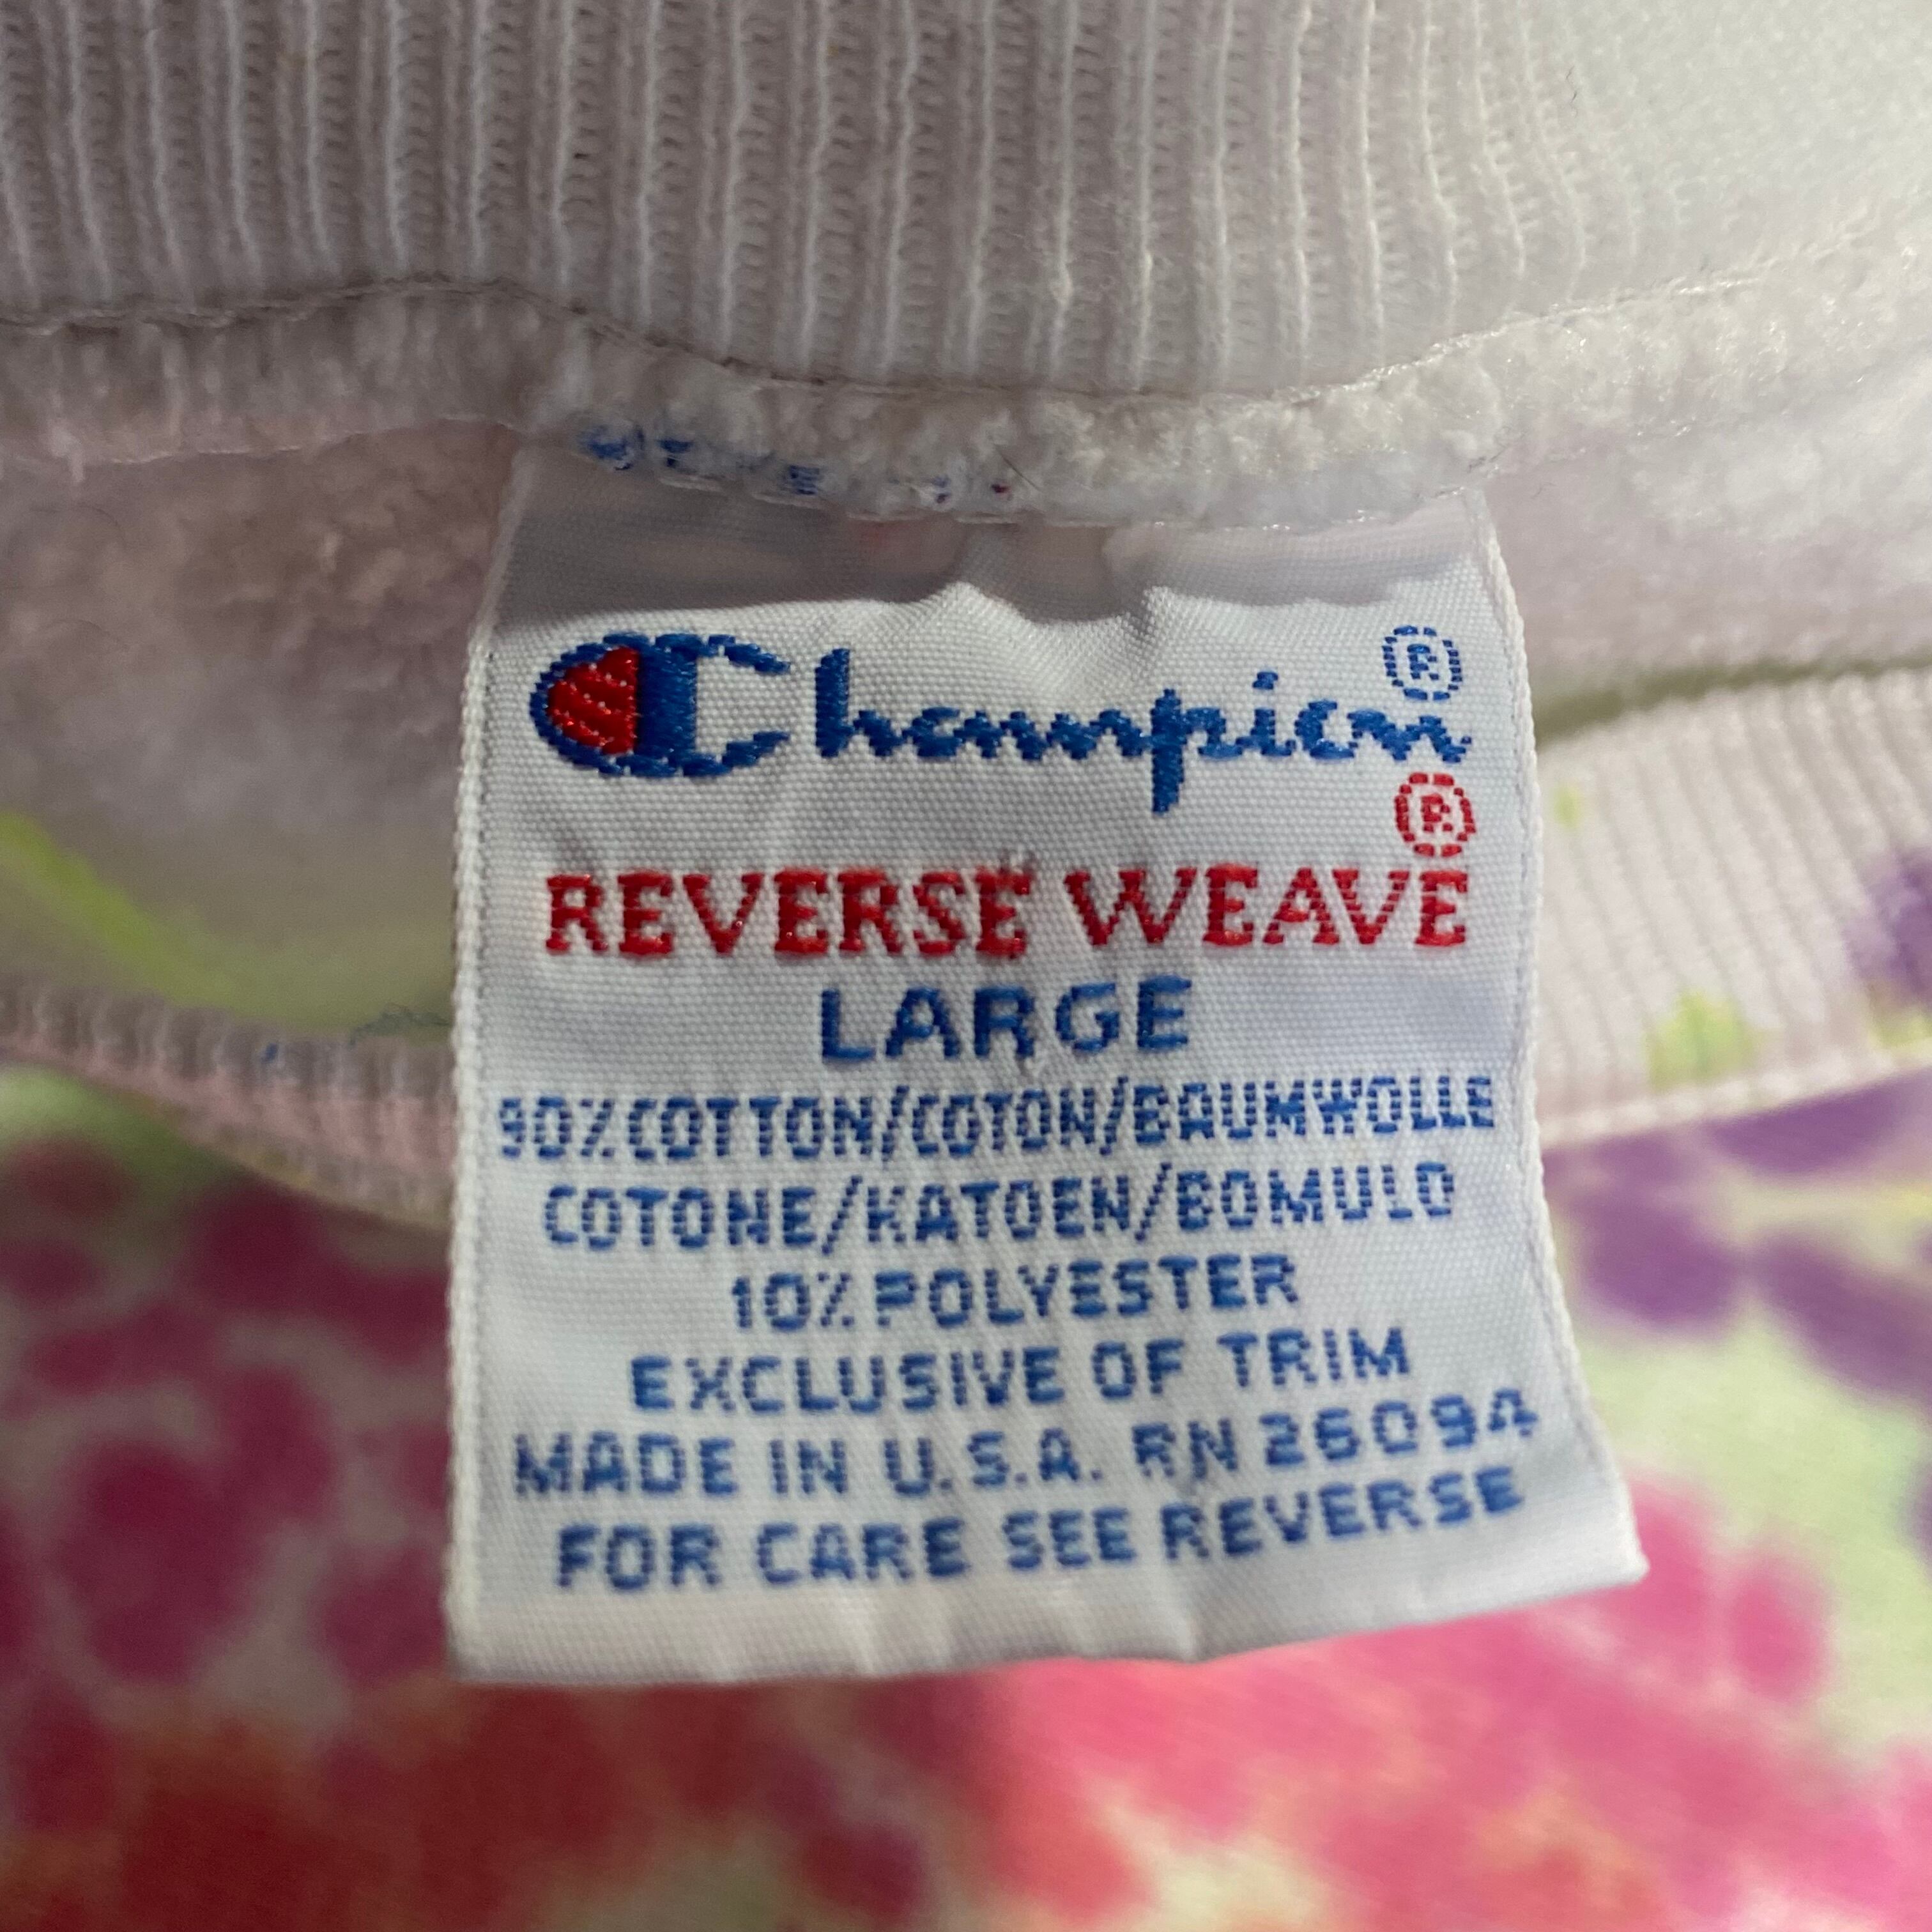 Champion®
®
REVERSE WEAVE
LARGE
90% COTTON/COTON/BAUMWOLLE
COTONE/KATOEN/BOMULD
10% POLYESTER
EXCLUSIVE OF TRIM
MADE IN U.S.A. RN 26094
FOR CARE SEE REVERSE